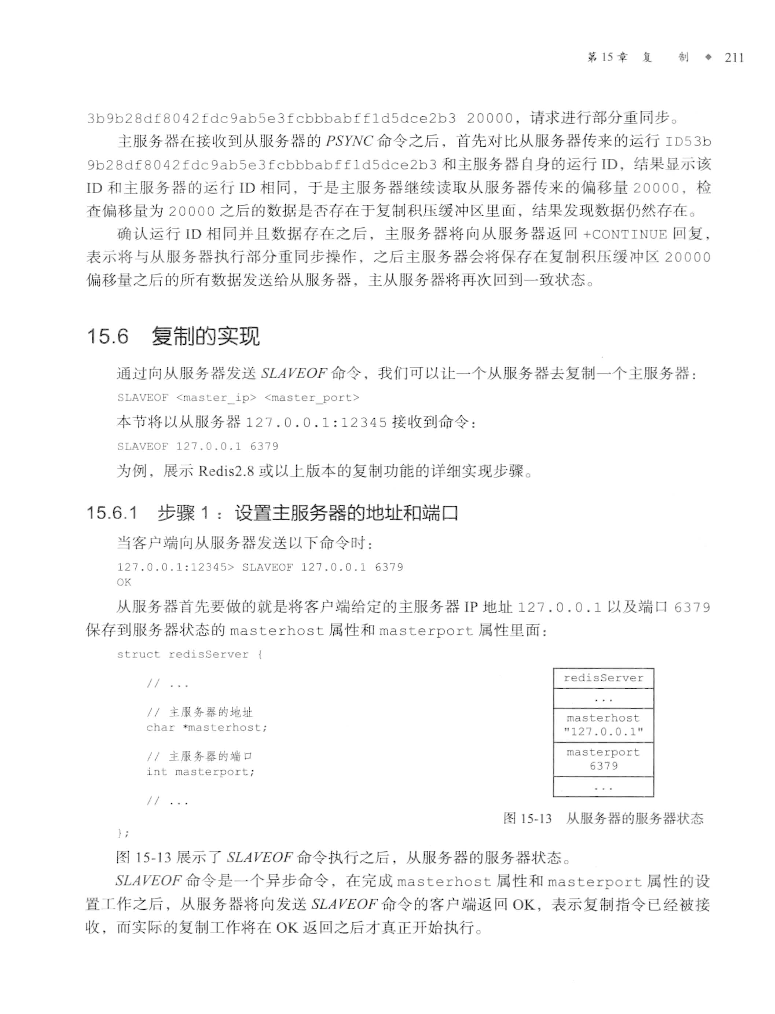 第15章 复 制 ◆ 211
3b9b28df8042fdc9ab5e3fcbbbabff1d5dce2b3 20000，请求进行部分重同步。
主服务器在接收到从服务器的 PSYNC 命令之后，首先对比从服务器传来的运行 ID53b
9b28df8042fdc9ab5e3fcbbbabff1d5dce2b3 和主服务器自身的运行 ID，结果显示该
ID 和主服务器的运行 ID 相同，于是主服务器继续读取从服务器传来的偏移量 20000，检
查偏移量为 20000 之后的数据是否存在于复制积压缓冲区里面，结果发现数据仍然存在。
确认运行 ID 相同并且数据存在之后，主服务器将向从服务器返回 +CONTINUE 回复，
表示将与从服务器执行部分重同步操作，之后主服务器会将保存在复制积压缓冲区 20000
偏移量之后的所有数据发送给从服务器，主从服务器将再次回到一致状态。
15.6 复制的实现
通过向从服务器发送 SLAVEOF 命令，我们可以让一个从服务器去复制一个主服务器：
SLAVEOF <master_ip> <master_port>
本节将以从服务器 127.0.0.1:12345 接收到命令：
SLAVEOF 127.0.0.1 6379
为例，展示 Redis2.8 或以上版本的复制功能的详细实现步骤。
15.6.1 步骤 1：设置主服务器的地址和端口
当客户端向从服务器发送以下命令时：
127.0.0.1:12345> SLAVEOF 127.0.0.1 6379
OK
从服务器首先要做的就是将客户端给定的主服务器 IP 地址 127.0.0.1 以及端口 6379
保存到服务器状态的 masterhost 属性和 masterport 属性里面：
struct redisServer {
// ...
// 主服务器的地址
char *masterhost;
// 主服务器的端口
int masterport;
// ...
};
redisServer
...
masterhost
"127.0.0.1"
masterport
6379
...
图 15-13 从服务器的服务器状态
图 15-13 展示了 SLAVEOF 命令执行之后，从服务器的服务器状态。
SLAVEOF 命令是一个异步命令，在完成 masterhost 属性和 masterport 属性的设
置工作之后，从服务器将向发送 SLAVEOF 命令的客户端返回 OK，表示复制指令已经被接
收，而实际的复制工作将在 OK 返回之后才真正开始执行。